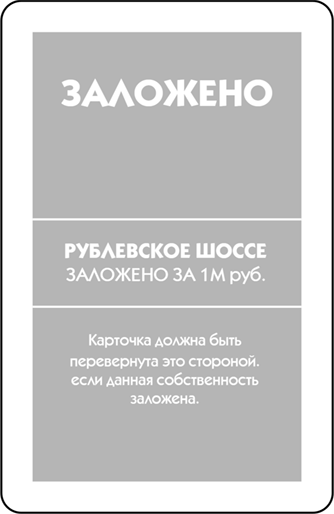 ЗАЛОЖЕНО
РУБЛЕВСКОЕ ШОССЕ
ЗАЛОЖЕНО ЗА 1М руб.
Карточка должна быть
перевернута это стороной.
если данная собственность
заложена.